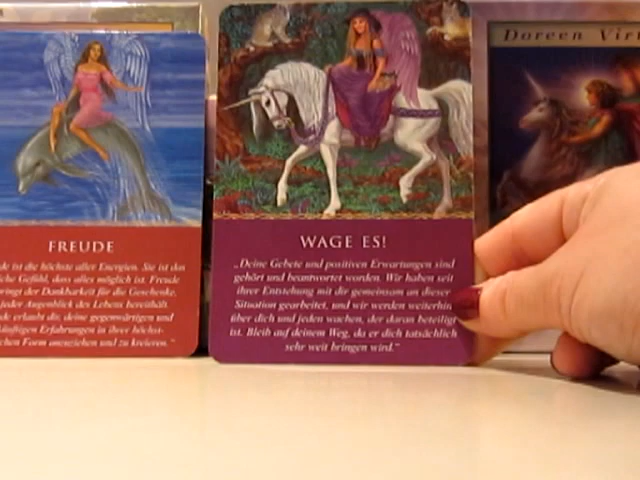 Doreen Virt
FREUDE
de ist die höchste aller Energien. Sie ist das
che Gefühl, dass alles möglich ist. Freude
ringt der Dankbarkeit für die Geschenke,
jeder Augenblick des Lebens bereithält.
de erlaubt dir, deine gegenwärtigen und
künftigen Erfahrungen in ihrer höchst-
chen Form anzuziehen und zu kreieren."
WAGE ES!
„Deine Gebete und positiven Erwartungen sind
gehört und beantwortet worden. Wir haben seit
ihrer Entstehung mit dir gemeinsam an dieser
Situation gearbeitet, und wir werden weiterhin
über dich und jeden wachen, der daran beteiligt
ist. Bleib auf deinem Weg, da er dich tatsächlich
sehr weit bringen wird."